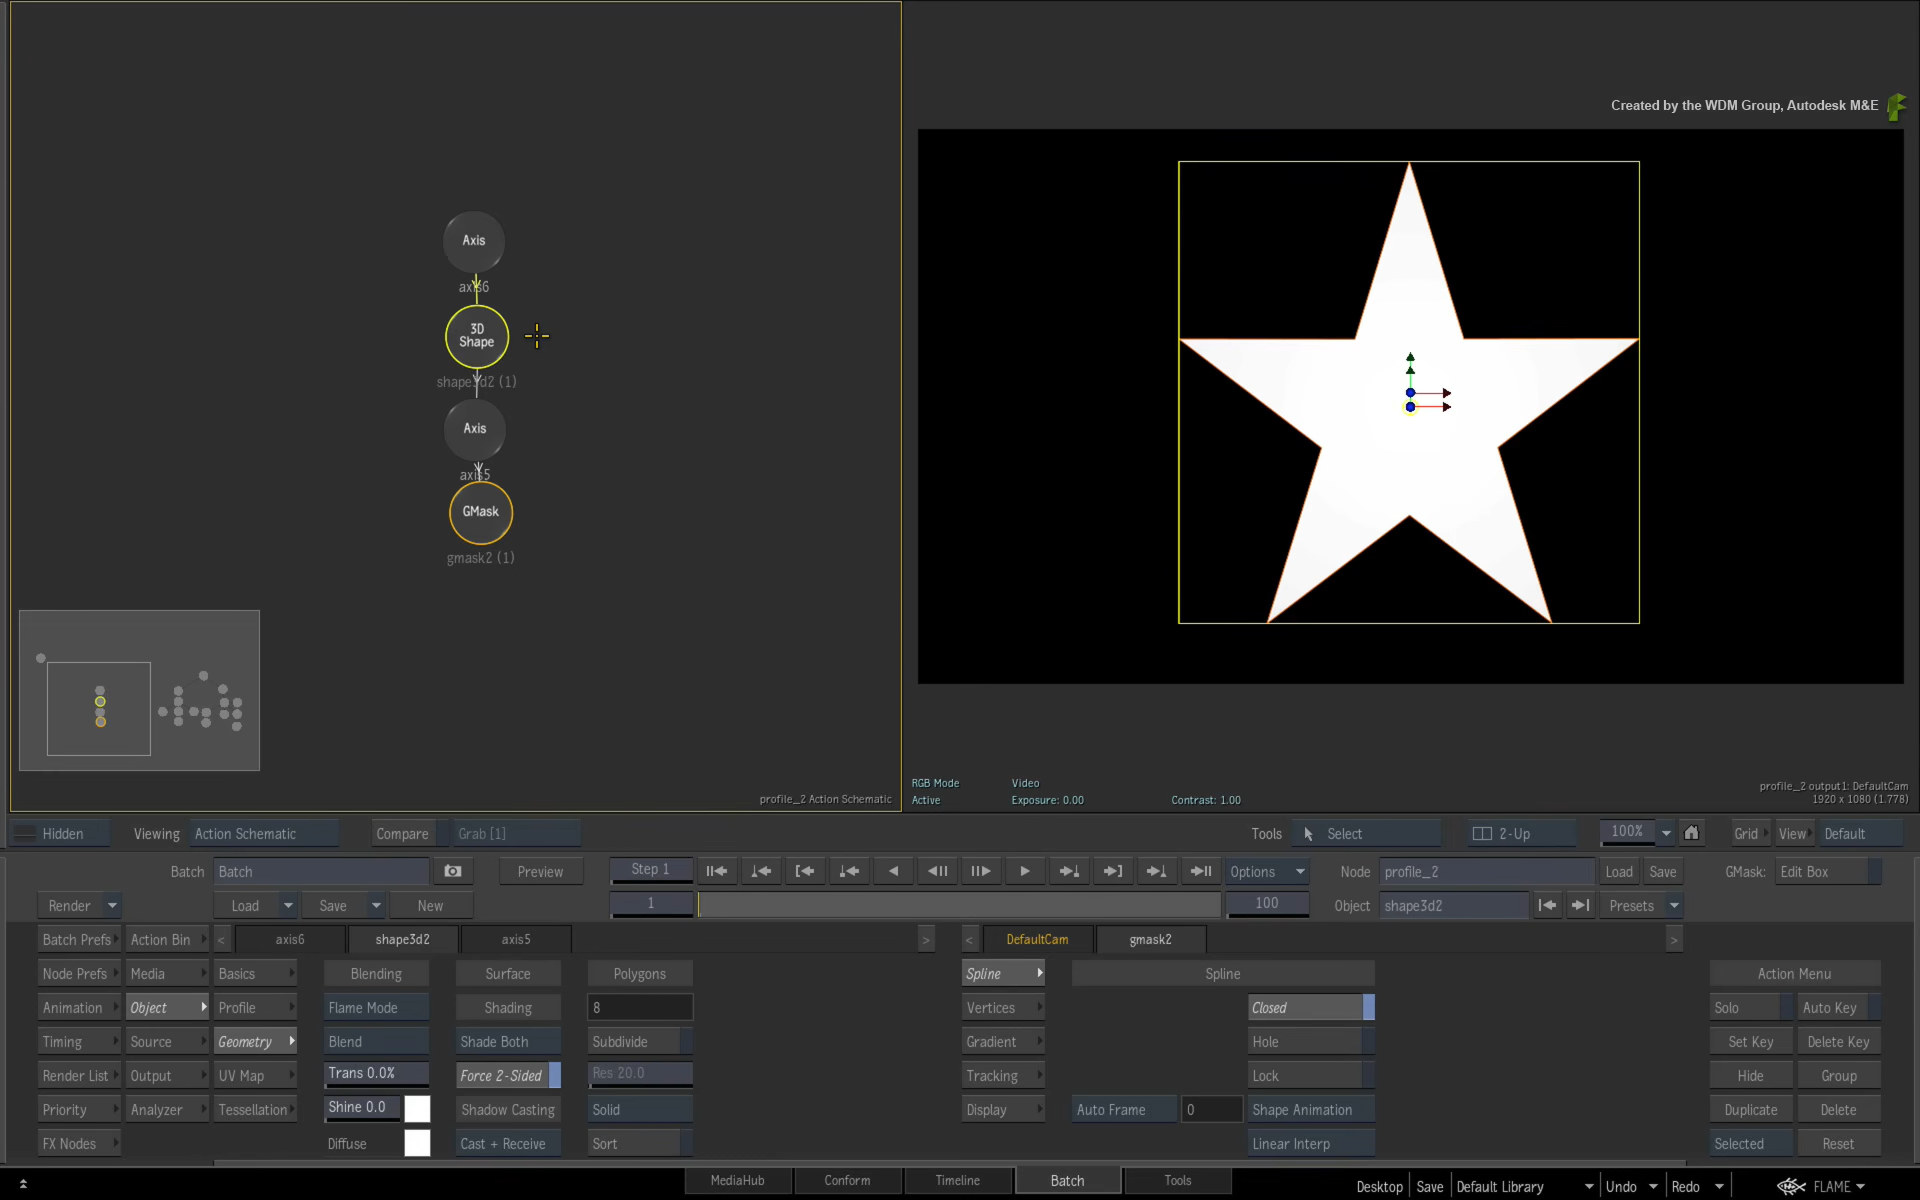 Created by the WDM Group, Autodesk M&E
Axis
axis6
3D
Shape
shape3d2 (1)
Axis
axis5
GMask
gmask2 (1)
profile_2 Action Schematic
RGB Mode Video
Active Exposure: 0.00 Contrast: 1.00
profile_2 output1: DefaultCam
1920 x 1080 (1.778)
Hidden Viewing Action Schematic Compare Grab [1] Tools Select 2-Up 100% Grid View Default
Batch Batch Preview Step 1 Options Node profile_2 Load Save GMask: Edit Box
Render Load Save New 1 100 Object shape3d2 Presets
Batch Prefs Action Bin < axis6 shape3d2 axis5 > < DefaultCam gmask2 >
Node Prefs Media Basics Blending Surface Polygons Spline Spline Action Menu
Animation Object Profile Flame Mode Shading 8 Vertices Closed Solo Auto Key
Timing Source Geometry Blend Shade Both Subdivide Gradient Hole Set Key Delete Key
Render List Output UV Map Trans 0.0% Force 2-Sided Res 20.0 Tracking Lock Hide Group
Priority Analyzer Tessellation Shine 0.0 Shadow Casting Solid Display Auto Frame 0 Shape Animation Duplicate Delete
FX Nodes Diffuse Cast + Receive Sort Linear Interp Selected Reset
MediaHub Conform Timeline Batch Tools Desktop Save Default Library Undo Redo FLAME